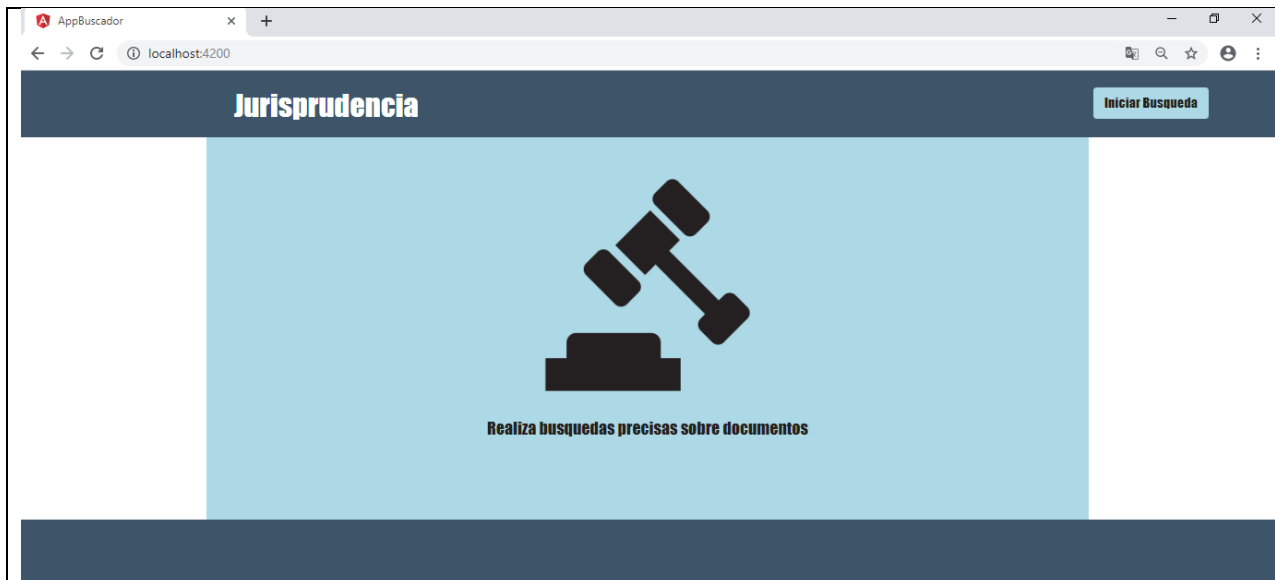 AppBuscador
localhost:4200
Jurisprudencia
Iniciar Busqueda
Realiza busquedas precisas sobre documentos